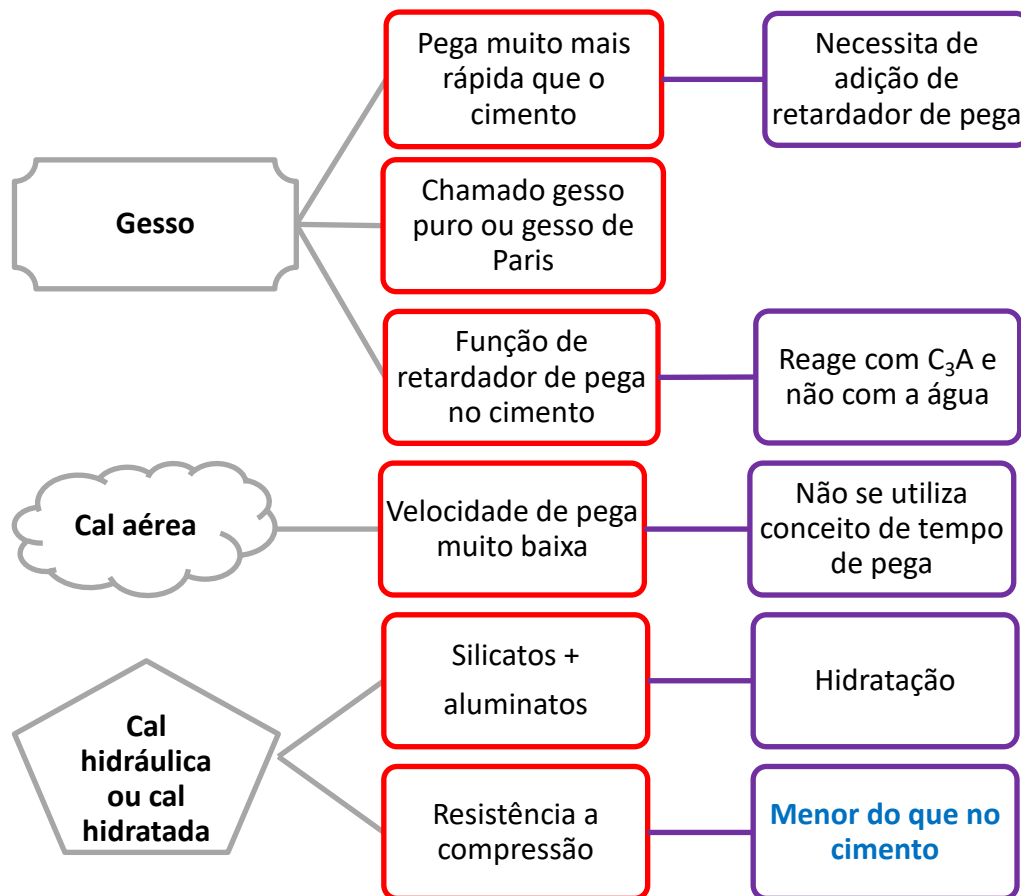 Gesso
Pega muito mais
rápida que o
cimento
Necessita de
adição de
retardador de pega
Chamado gesso
puro ou gesso de
Paris
Função de
retardador de pega
no cimento
Reage com C₃A e
não com a água
Cal aérea
Velocidade de pega
muito baixa
Não se utiliza
conceito de tempo
de pega
Cal
hidráulica
ou cal
hidratada
Silicatos +
aluminatos
Hidratação
Resistência a
compressão
Menor do que no
cimento